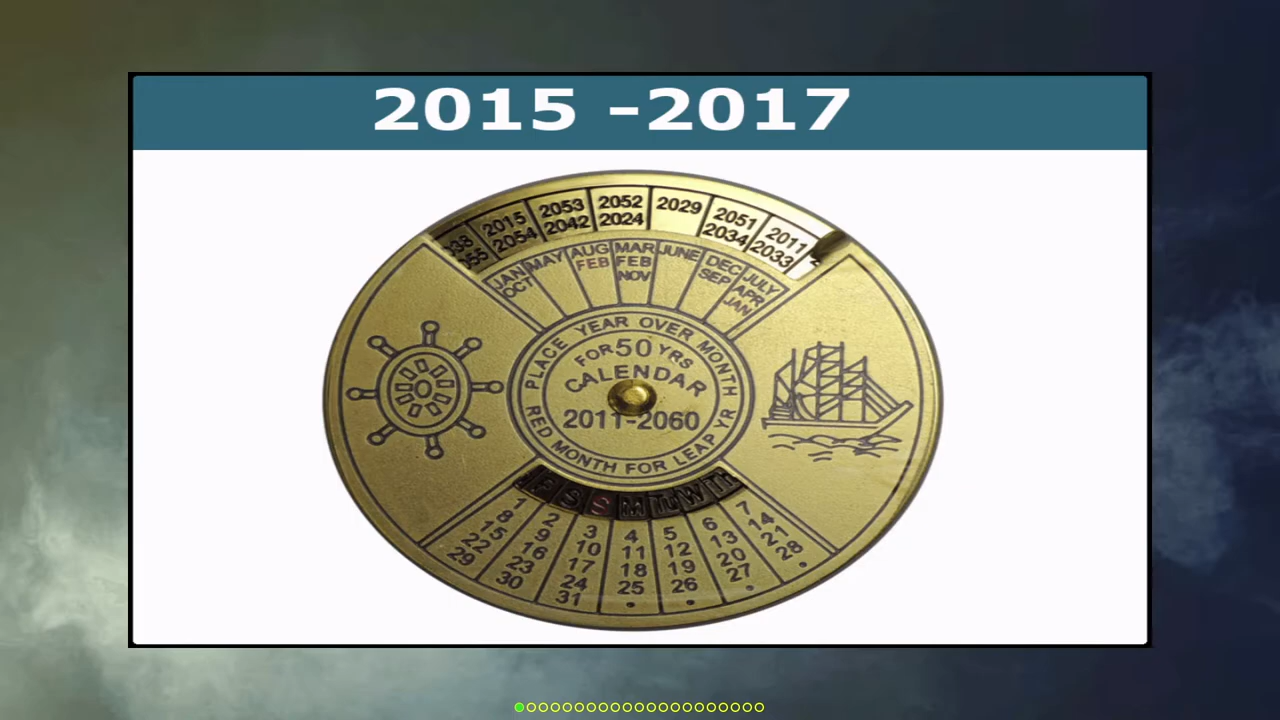 2015 -2017
2015 2053 2052 2029 2051 2011
2054 2042 2024 2034 2033
JAN MAY AUG MAR JUNE DEC JULY
OCT FEB FEB SEP APR
NOV JAN
PLACE YEAR OVER MONTH
FOR 50 YRS
CALENDAR
2011-2060
RED MONTH FOR LEAP YR
F S S M TU W TH
1 2 3 4 5 6 7
8 9 10 11 12 13 14
15 16 17 18 19 20 21
22 23 24 25 26 27 28
29 30 31